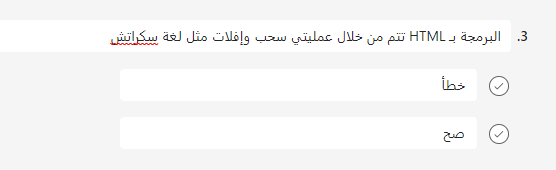 3. البرمجة بـ HTML تتم من خلال عمليتي سحب وإفلات مثل لغة سكراتش
خطأ
صح